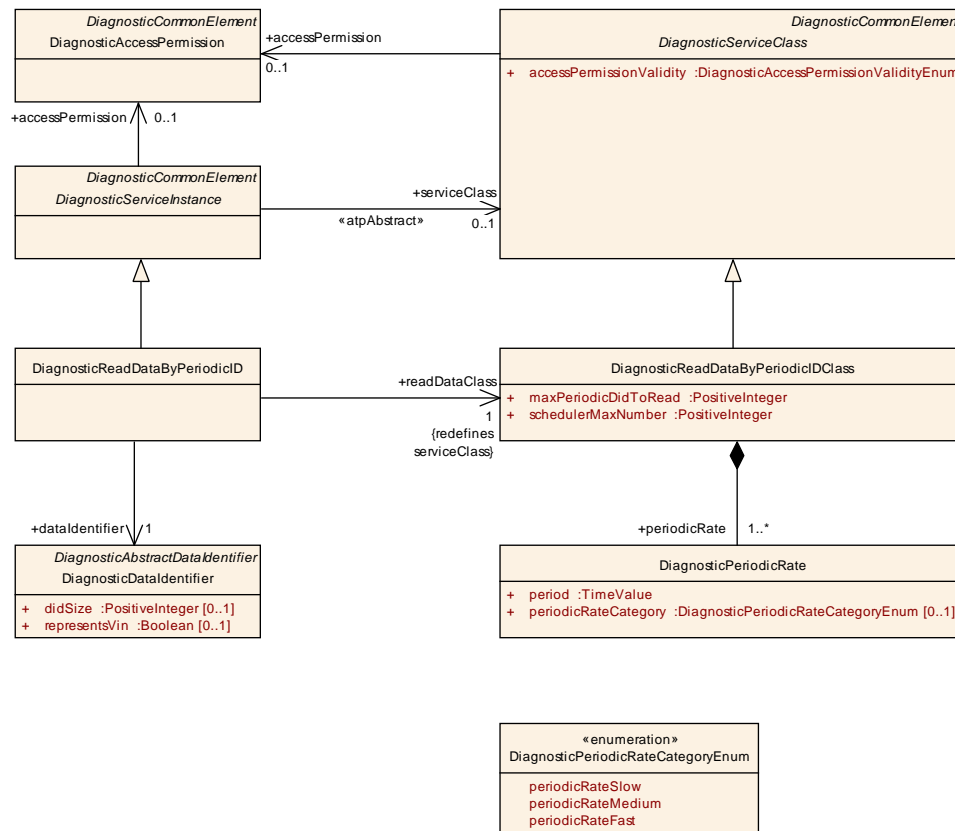 DiagnosticCommonElement
DiagnosticAccessPermission
+accessPermission
0..1
DiagnosticCommonElement
DiagnosticServiceClass
+ accessPermissionValidity :DiagnosticAccessPermissionValidityEnum
+accessPermission
0..1
DiagnosticCommonElement
DiagnosticServiceInstance
+serviceClass
«atpAbstract»
0..1
DiagnosticReadDataByPeriodicID
+readDataClass
1
{redefines
serviceClass}
DiagnosticReadDataByPeriodicIDClass
+ maxPeriodicDidToRead :PositiveInteger
+ schedulerMaxNumber :PositiveInteger
+dataIdentifier
1
+periodicRate
1..*
DiagnosticAbstractDataIdentifier
DiagnosticDataIdentifier
+ didSize :PositiveInteger [0..1]
+ representsVin :Boolean [0..1]
DiagnosticPeriodicRate
+ period :TimeValue
+ periodicRateCategory :DiagnosticPeriodicRateCategoryEnum [0..1]
«enumeration»
DiagnosticPeriodicRateCategoryEnum
periodicRateSlow
periodicRateMedium
periodicRateFast